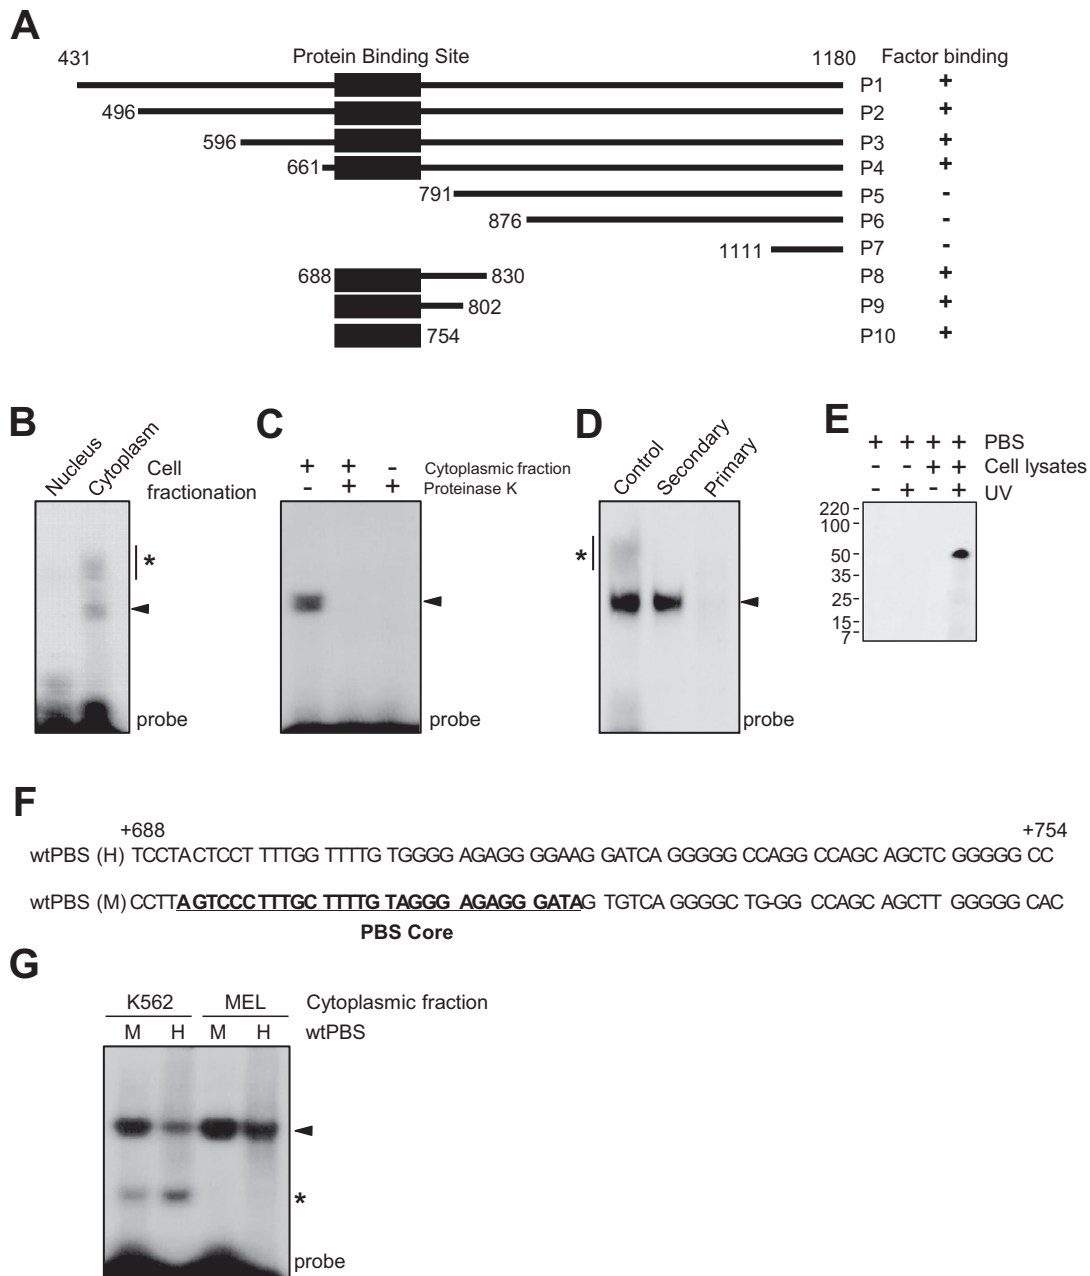 A
431 Protein Binding Site 1180 Factor binding
P1 +
496 P2 +
596 P3 +
661 P4 +
791 P5 -
876 P6 -
1111 P7 -
688 830 P8 +
802 P9 +
754 P10 +
B
Nucleus Cytoplasm Cell
fractionation
*
probe
C
+ + - Cytoplasmic fraction
- + + Proteinase K
probe
D
Control Secondary Primary
*
probe
E
+ + + + PBS
- - + + Cell lysates
- + - + UV
220
100
50
35
25
15
7
F
+688 +754
wtPBS (H) TCCTACTCCT TTTGG TTTTG TGGGG AGAGG GGAAG GATCA GGGGG CCAGG CCAGC AGCTC GGGGG CC
wtPBS (M) CCTTAGTCCC TTTGC TTTTG TAGGG AGAGG GATAG TGTCA GGGGC TG-GG CCAGC AGCTT GGGGG CAC
PBS Core
G
K562 MEL Cytoplasmic fraction
M H M H wtPBS
*
probe